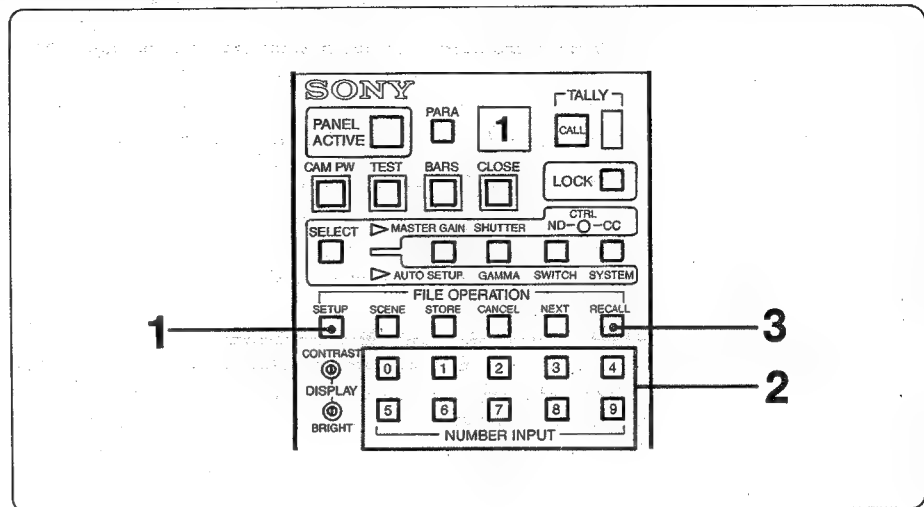 SONY
TALLY
PANEL ACTIVE
PARA
1
CALL
CAM PW TEST BARS CLOSE
LOCK
SELECT
MASTER GAIN SHUTTER
CTRL
ND CC
AUTO SETUP GAMMA SWITCH SYSTEM
FILE OPERATION
SETUP SCENE STORE CANCEL NEXT RECALL
1
3
CONTRAST
0 1 2 3 4
2
DISPLAY
5 6 7 8 9
BRIGHT
NUMBER INPUT